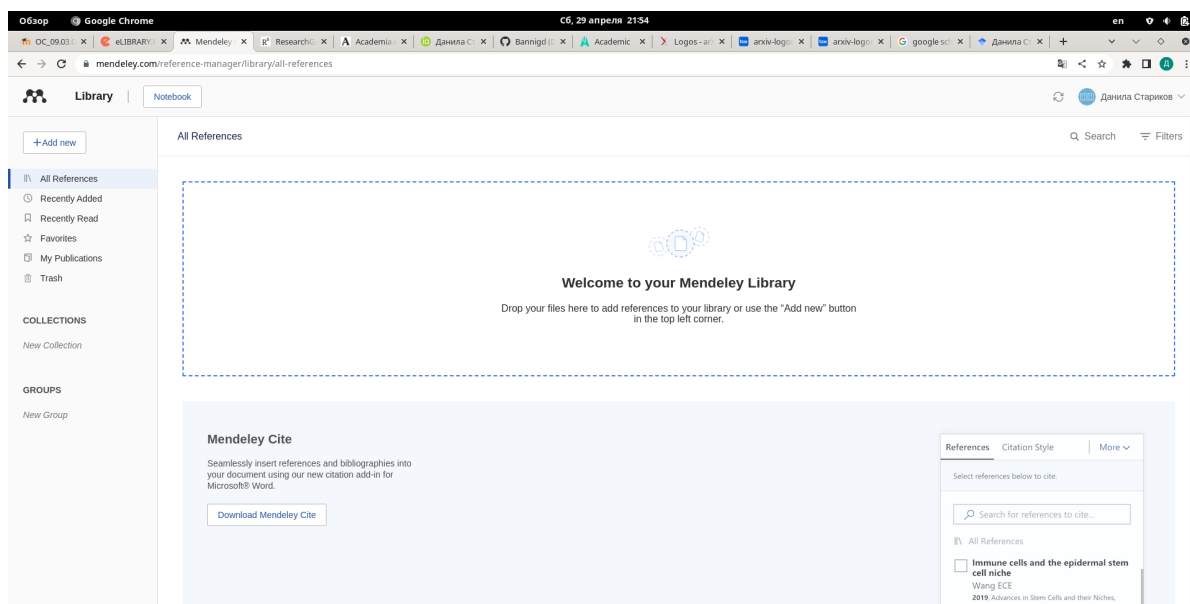 Обзор Google Chrome Сб, 29 апреля 21:54 en
OC_09.03. eLIBRARY. Mendeley ResearchG Academia. Данила Ст Bannigd ( Academic Logos - ar arxiv-logo arxiv-logo google sch Данила Ст
mendeley.com/reference-manager/library/all-references Д
Library Notebook Данила Стариков
+Add new All References Search Filters
All References
Recently Added
Recently Read
Favorites
My Publications
Trash
COLLECTIONS
New Collection
GROUPS
New Group
Welcome to your Mendeley Library
Drop your files here to add references to your library or use the “Add new” button
in the top left corner.
Mendeley Cite
Seamlessly insert references and bibliographies into
your document using our new citation add-in for
Microsoft® Word.
Download Mendeley Cite
References Citation Style More
Select references below to cite.
Search for references to cite...
All References
Immune cells and the epidermal stem
cell niche
Wang ECE
2019, Advances in Stem Cells and their Niches,